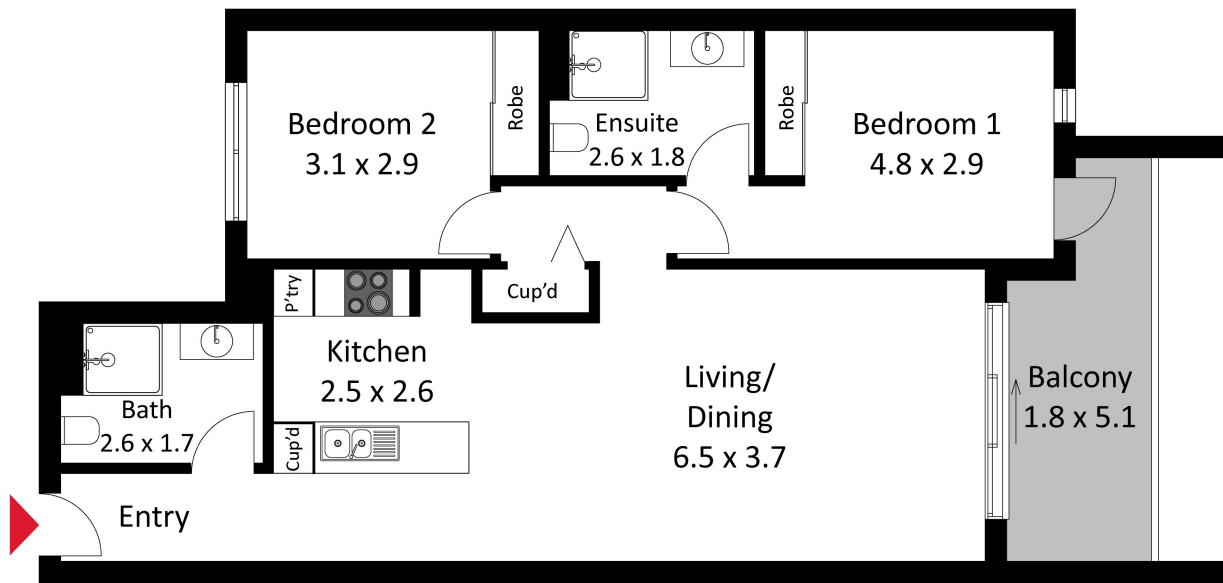 Bedroom 2
3.1 x 2.9
Robe
Ensuite
2.6 x 1.8
Robe
Bedroom 1
4.8 x 2.9
P'try
Cup'd
Kitchen
2.5 x 2.6
Living/
Dining
6.5 x 3.7
Balcony
1.8 x 5.1
Bath
2.6 x 1.7
Cup'd
Entry